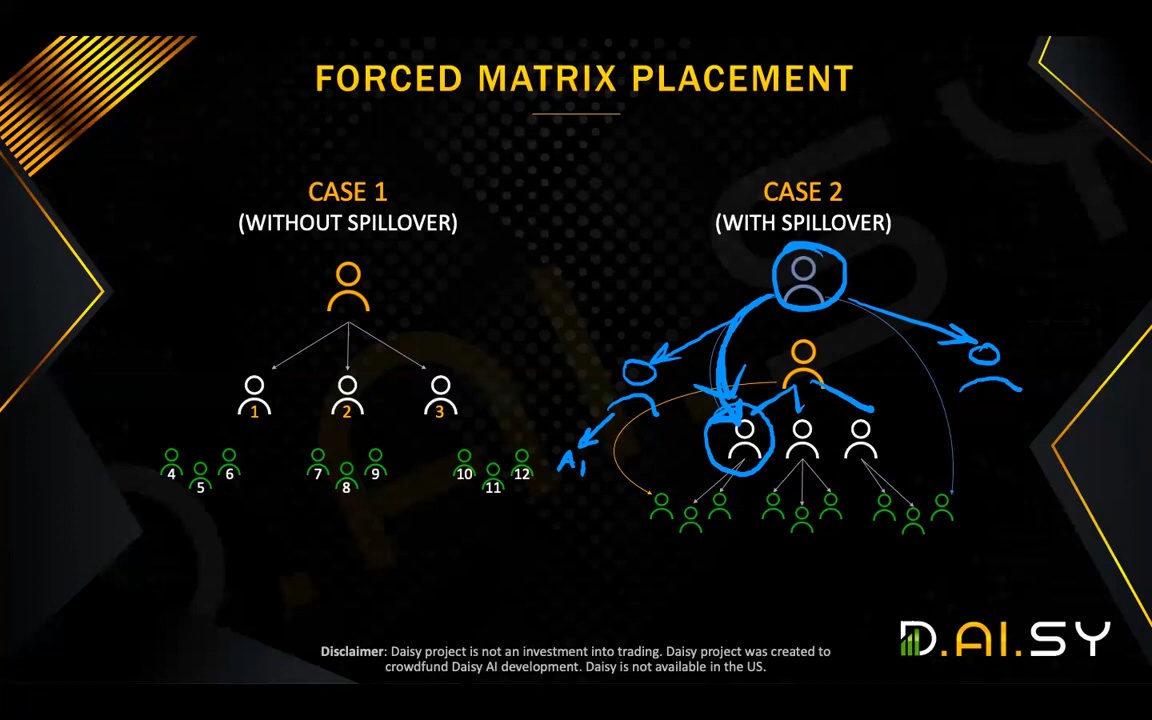 FORCED MATRIX PLACEMENT
CASE 1
(WITHOUT SPILLOVER)
1 2 3
4 5 6 7 8 9 10 11 12
CASE 2
(WITH SPILLOVER)
A1
Disclaimer: Daisy project is not an investment into trading. Daisy project was created to
crowdfund Daisy AI development. Daisy is not available in the US.
D.AI.SY